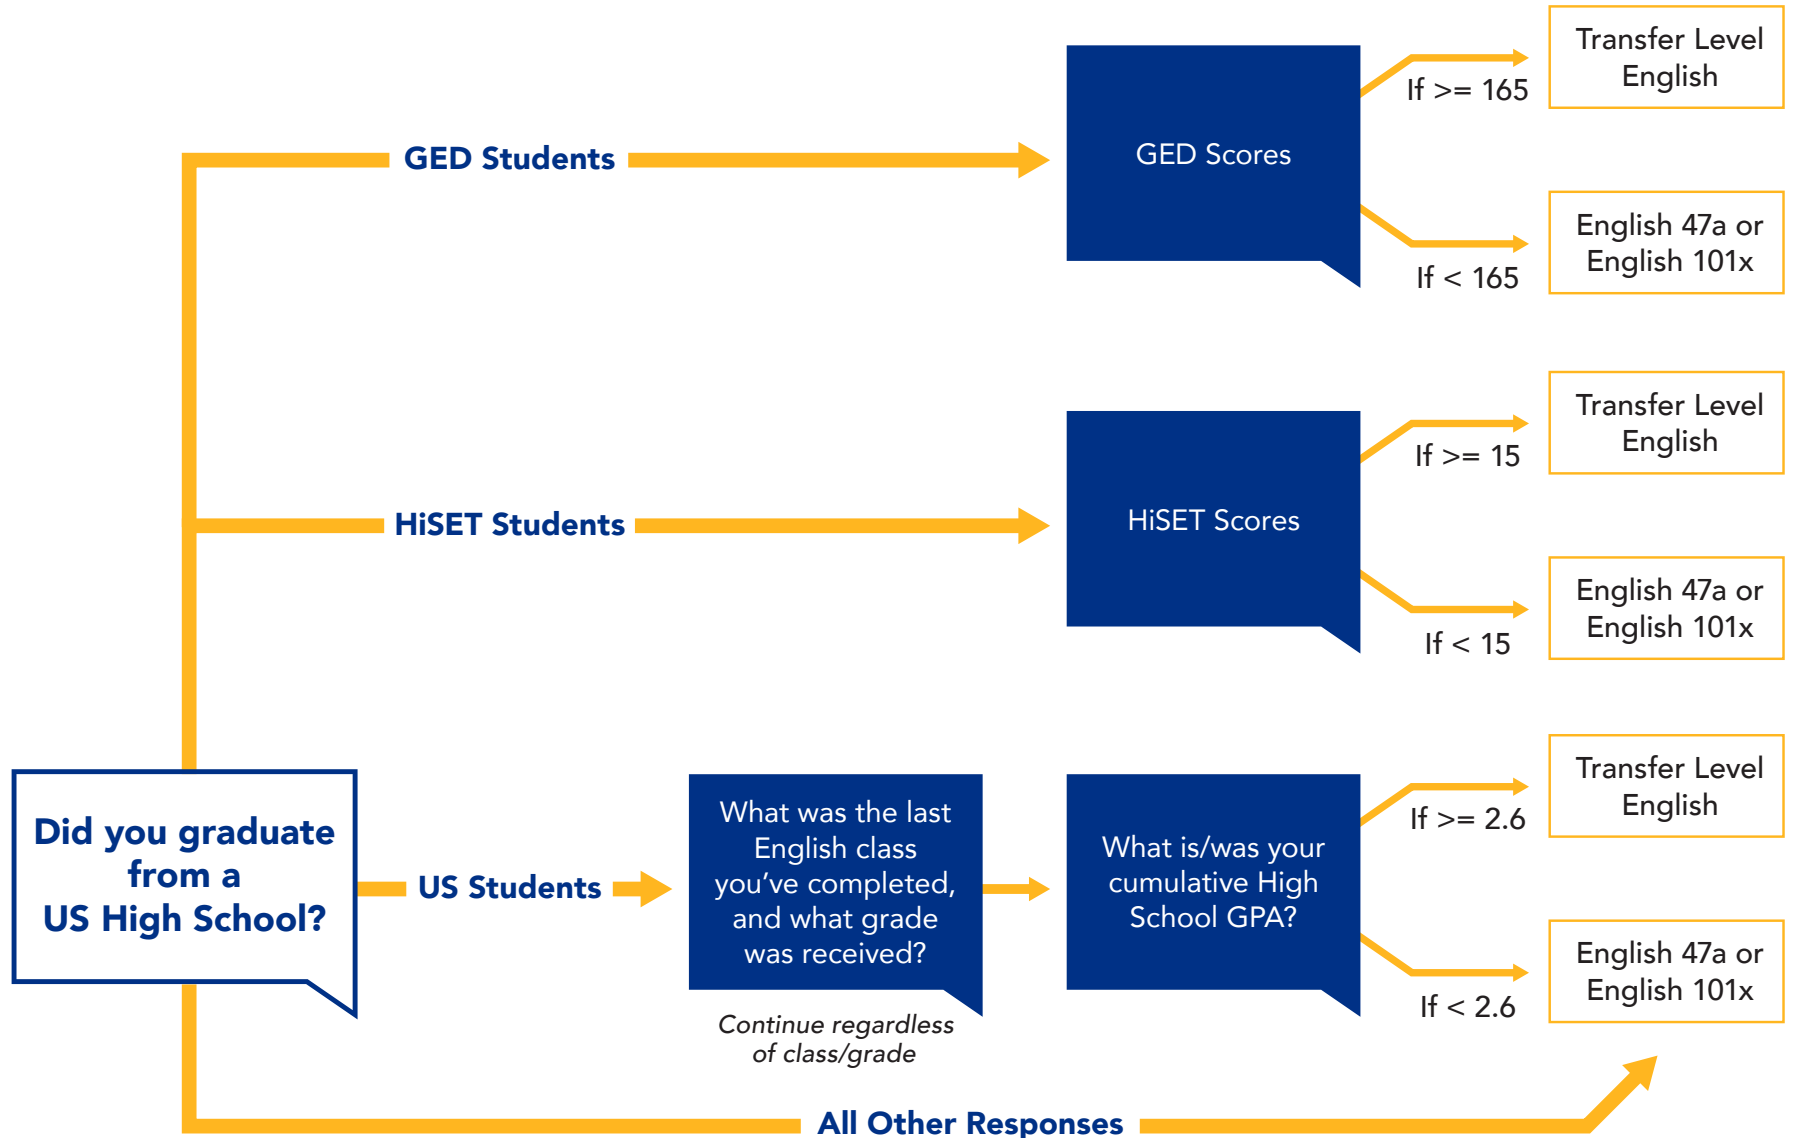 Transfer Level
English
If >= 165
GED Students
GED Scores
English 47a or
English 101x
If < 165
Transfer Level
English
If >= 15
HiSET Students
HiSET Scores
English 47a or
English 101x
If < 15
Did you graduate
from a
US High School?
US Students
What was the last
English class
you've completed,
and what grade
was received?
Continue regardless
of class/grade
What is/was your
cumulative High
School GPA?
Transfer Level
English
If >= 2.6
English 47a or
English 101x
If < 2.6
All Other Responses